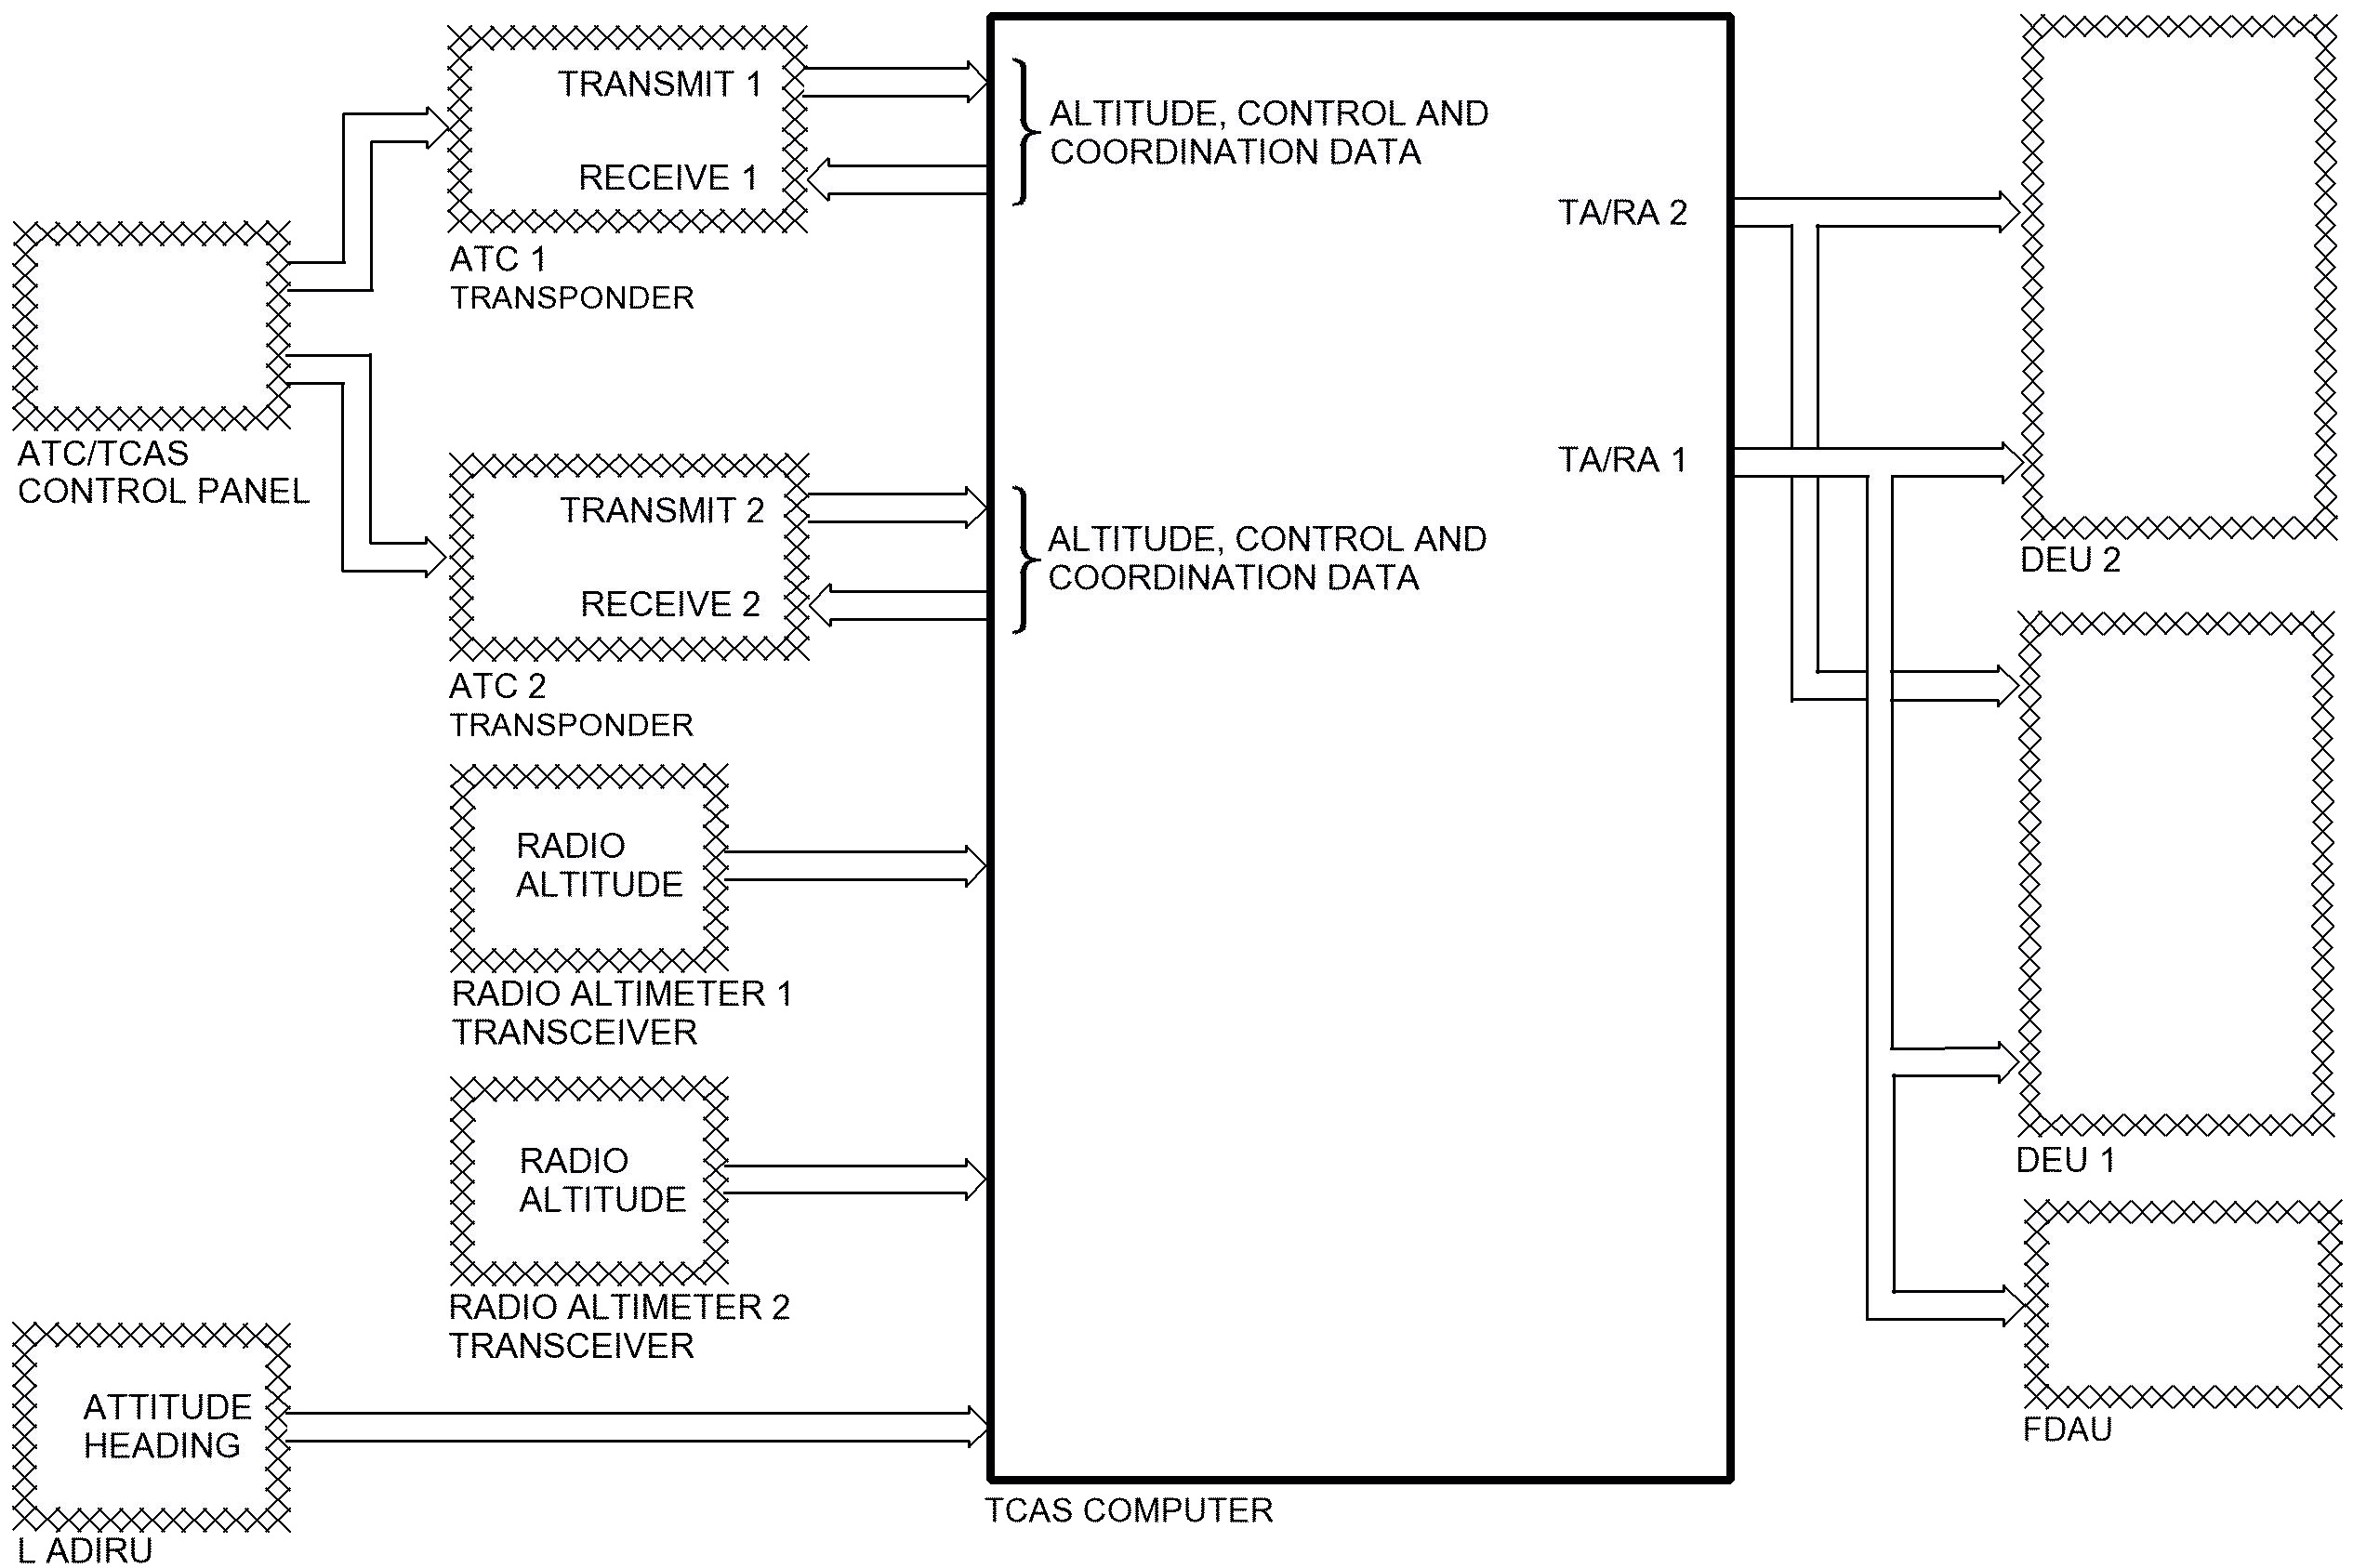 TRANSMIT 1
RECEIVE 1
ATC 1
TRANSPONDER
ALTITUDE, CONTROL AND
COORDINATION DATA
TA/RA 2
TA/RA 1
ATC/TCAS
CONTROL PANEL
TRANSMIT 2
RECEIVE 2
ATC 2
TRANSPONDER
ALTITUDE, CONTROL AND
COORDINATION DATA
DEU 2
RADIO
ALTITUDE
RADIO ALTIMETER 1
TRANSCEIVER
RADIO
ALTITUDE
RADIO ALTIMETER 2
TRANSCEIVER
DEU 1
ATTITUDE
HEADING
L ADIRU
TCAS COMPUTER
FDAU